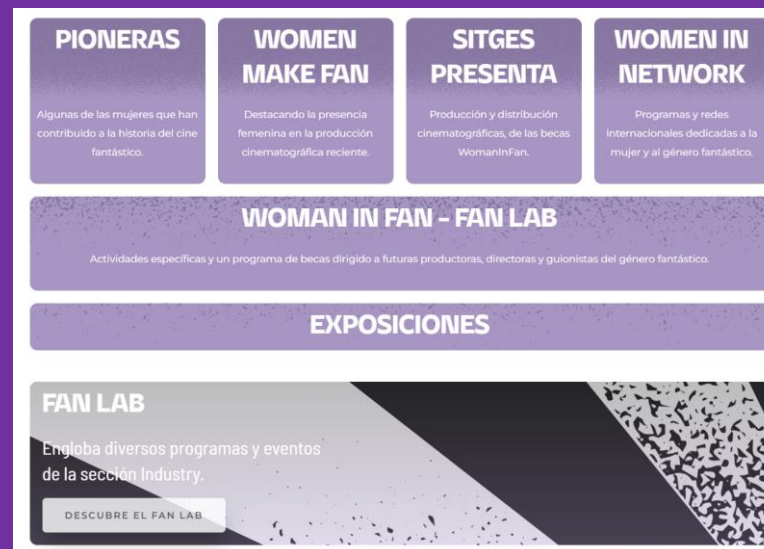 PIONERAS
Algunas de las mujeres que han
contribuido a la historia del cine
fantástico.
WOMEN
MAKE FAN
Destacando la presencia
femenina en la producción
cinematográfica reciente.
SITGES
PRESENTA
Producción y distribución
cinematográficas, de las becas
WomanInFan.
WOMEN IN
NETWORK
Programas y redes
internacionales dedicadas a la
mujer y al género fantástico.
WOMAN IN FAN – FAN LAB
Actividades específicas y un programa de becas dirigido a futuras productoras, directoras y guionistas del género fantástico.
EXPOSICIONES
FAN LAB
Engloba diversos programas y eventos
de la sección Industry.
DESCUBRE EL FAN LAB